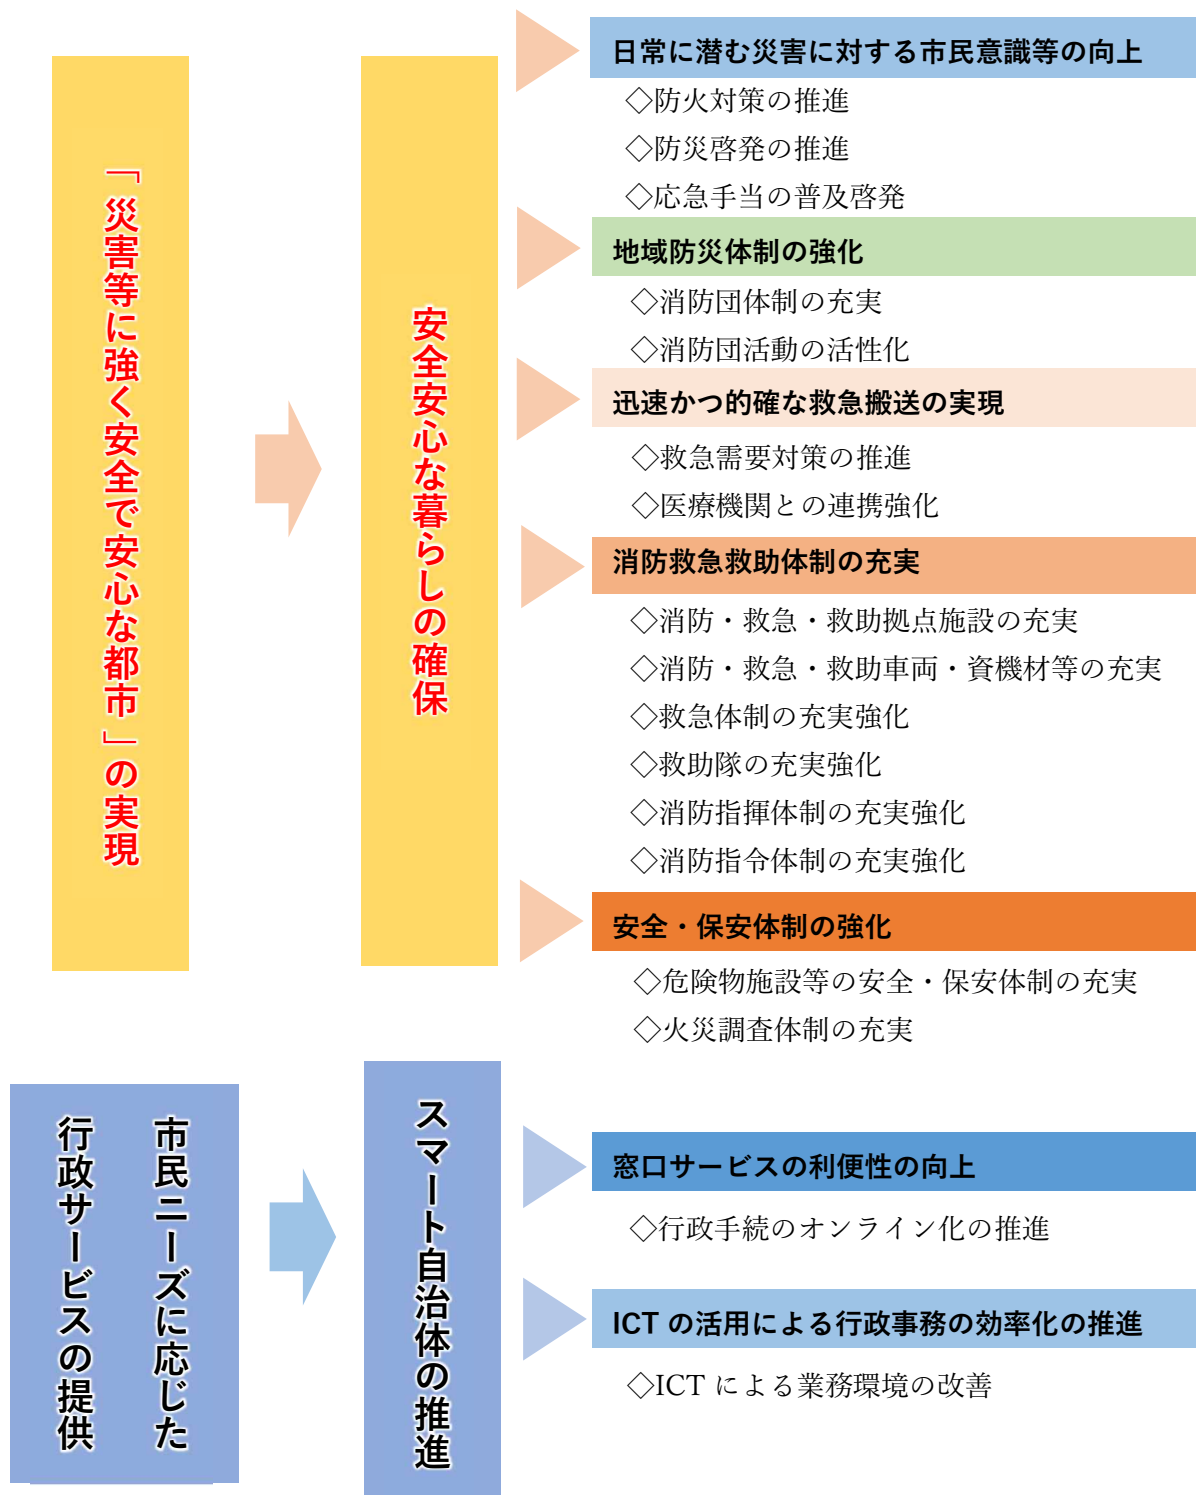 「災害等に強く安全で安心な都市」の実現
安全安心な暮らしの確保
日常に潜む災害に対する市民意識等の向上
◇防火対策の推進
◇防災啓発の推進
◇応急手当の普及啓発
地域防災体制の強化
◇消防団体制の充実
◇消防団活動の活性化
迅速かつ的確な救急搬送の実現
◇救急需要対策の推進
◇医療機関との連携強化
消防救急救助体制の充実
◇消防・救急・救助拠点施設の充実
◇消防・救急・救助車両・資機材等の充実
◇救急体制の充実強化
◇救助隊の充実強化
◇消防指揮体制の充実強化
◇消防指令体制の充実強化
安全・保安体制の強化
◇危険物施設等の安全・保安体制の充実
◇火災調査体制の充実
市民ニーズに応じた
行政サービスの提供
スマート自治体の推進
窓口サービスの利便性の向上
◇行政手続のオンライン化の推進
ICT の活用による行政事務の効率化の推進
◇ICT による業務環境の改善